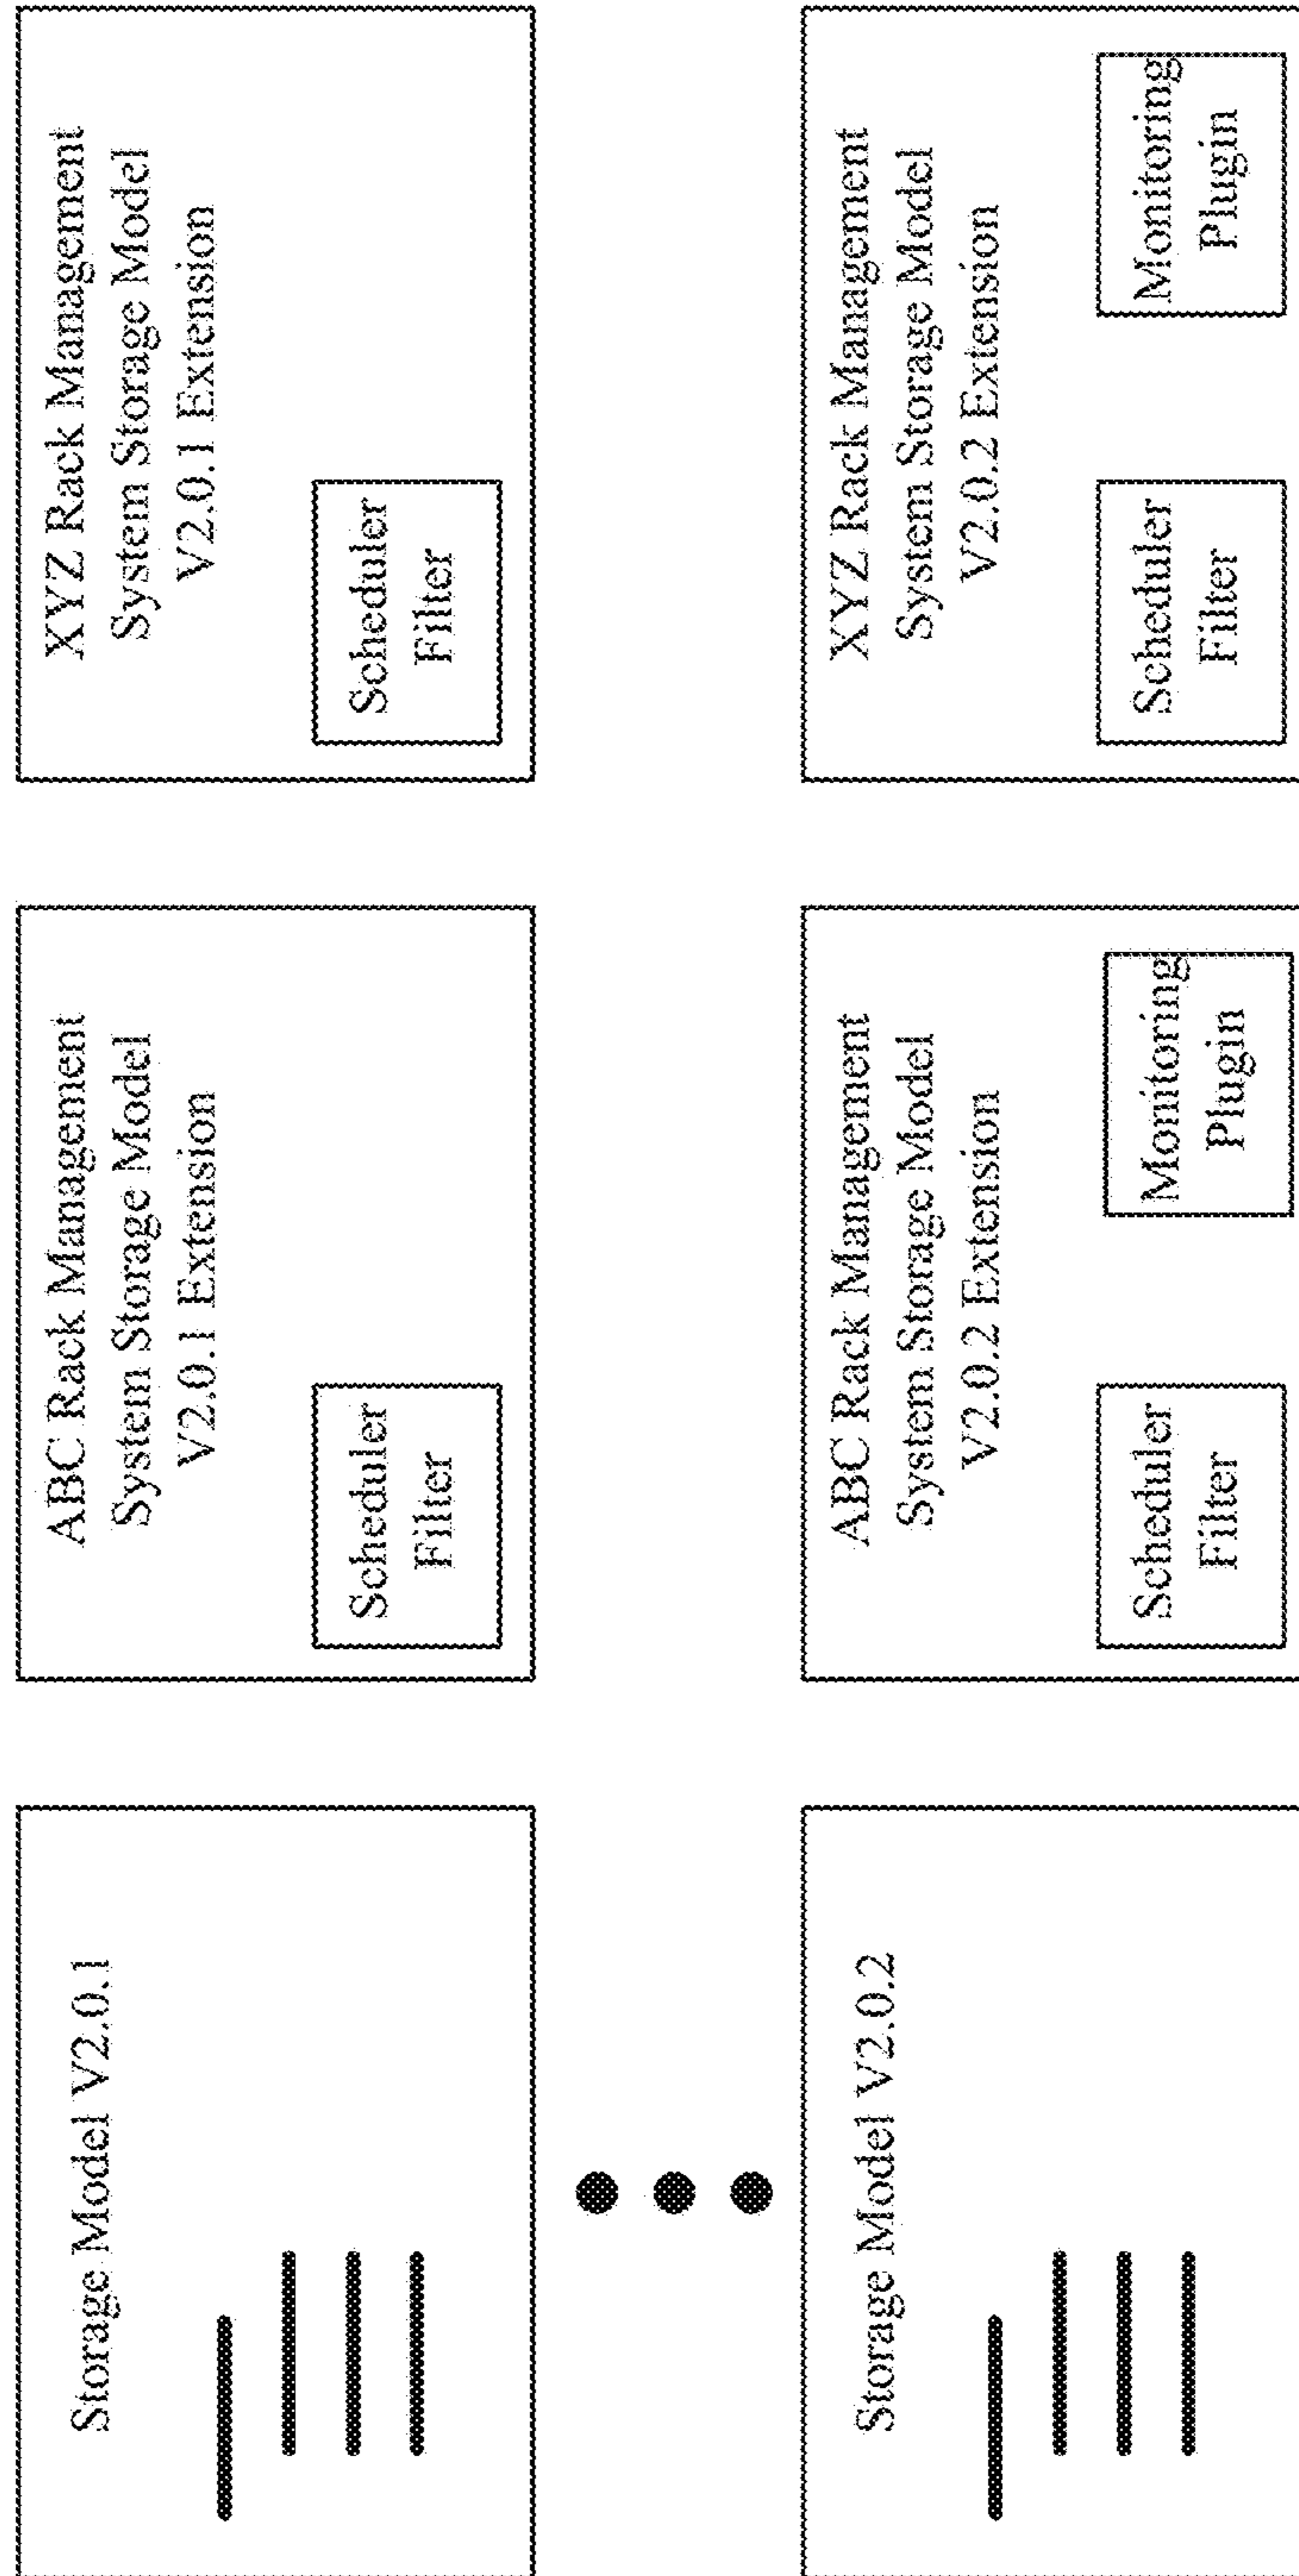 Storage Model V2.0.1
ABC Rack Management
System Storage Model
V2.0.1 Extension
Scheduler
Filter
XYZ Rack Management
System Storage Model
V2.0.1 Extension
Scheduler
Filter
Storage Model V2.0.2
ABC Rack Management
System Storage Model
V2.0.2 Extension
Scheduler
Filter
Monitoring
Plugin
XYZ Rack Management
System Storage Model
V2.0.2 Extension
Scheduler
Filter
Monitoring
Plugin